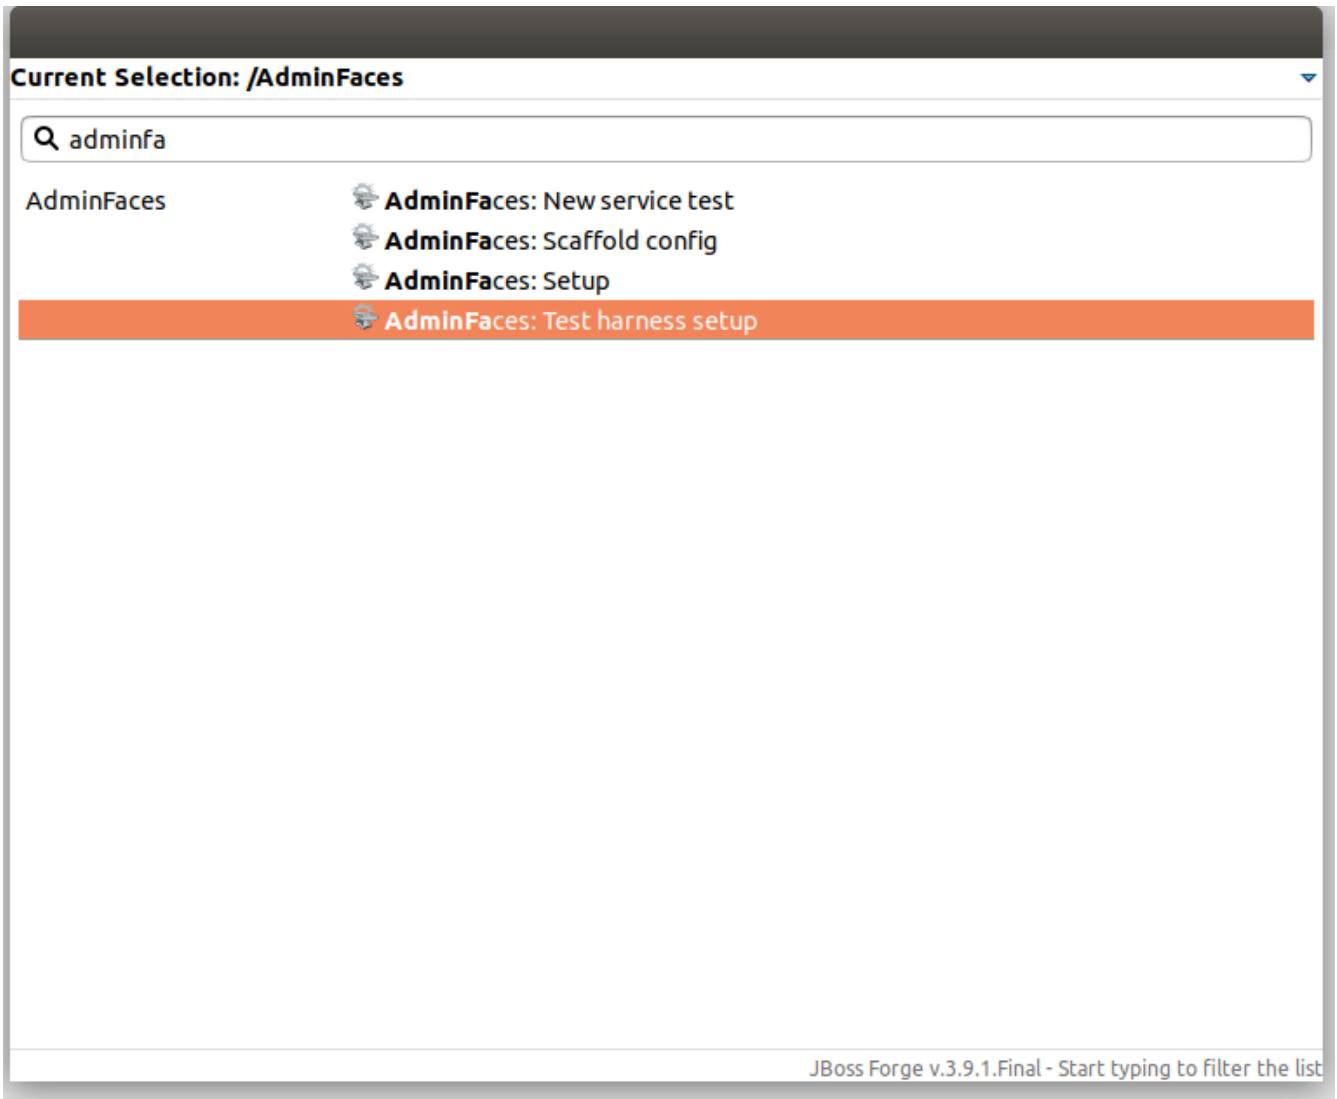 Current Selection: /AdminFaces
adminfa
AdminFaces AdminFaces: New service test
AdminFaces: Scaffold config
AdminFaces: Setup
AdminFaces: Test harness setup
JBoss Forge v.3.9.1.Final - Start typing to filter the list